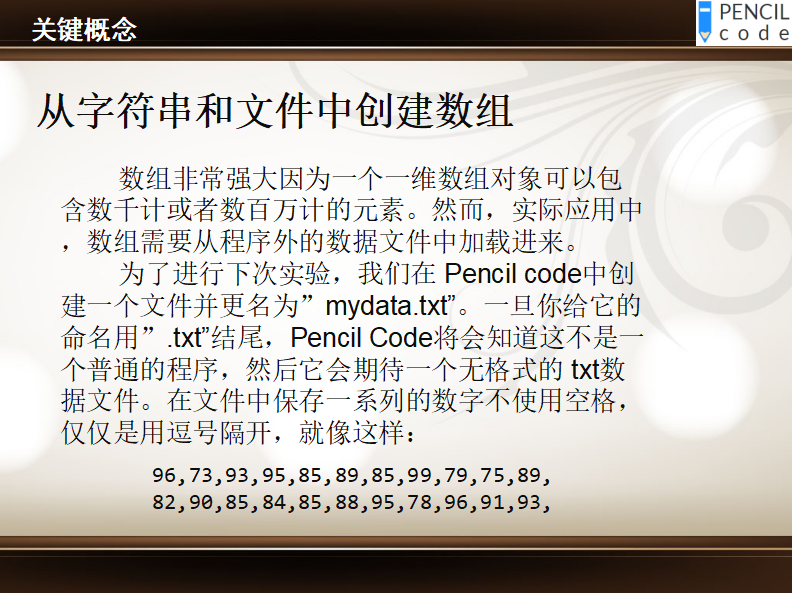 关键概念
PENCIL
code
从字符串和文件中创建数组
数组非常强大因为一个一维数组对象可以包
含数千计或者数百万计的元素。然而，实际应用中
，数组需要从程序外的数据文件中加载进来。
为了进行下次实验，我们在 Pencil code中创
建一个文件并更名为”mydata.txt”。一旦你给它的
命名用”.txt”结尾，Pencil Code将会知道这不是一
个普通的程序，然后它会期待一个无格式的 txt数
据文件。在文件中保存一系列的数字不使用空格，
仅仅是用逗号隔开，就像这样：
96,73,93,95,85,89,85,99,79,75,89,
82,90,85,84,85,88,95,78,96,91,93,